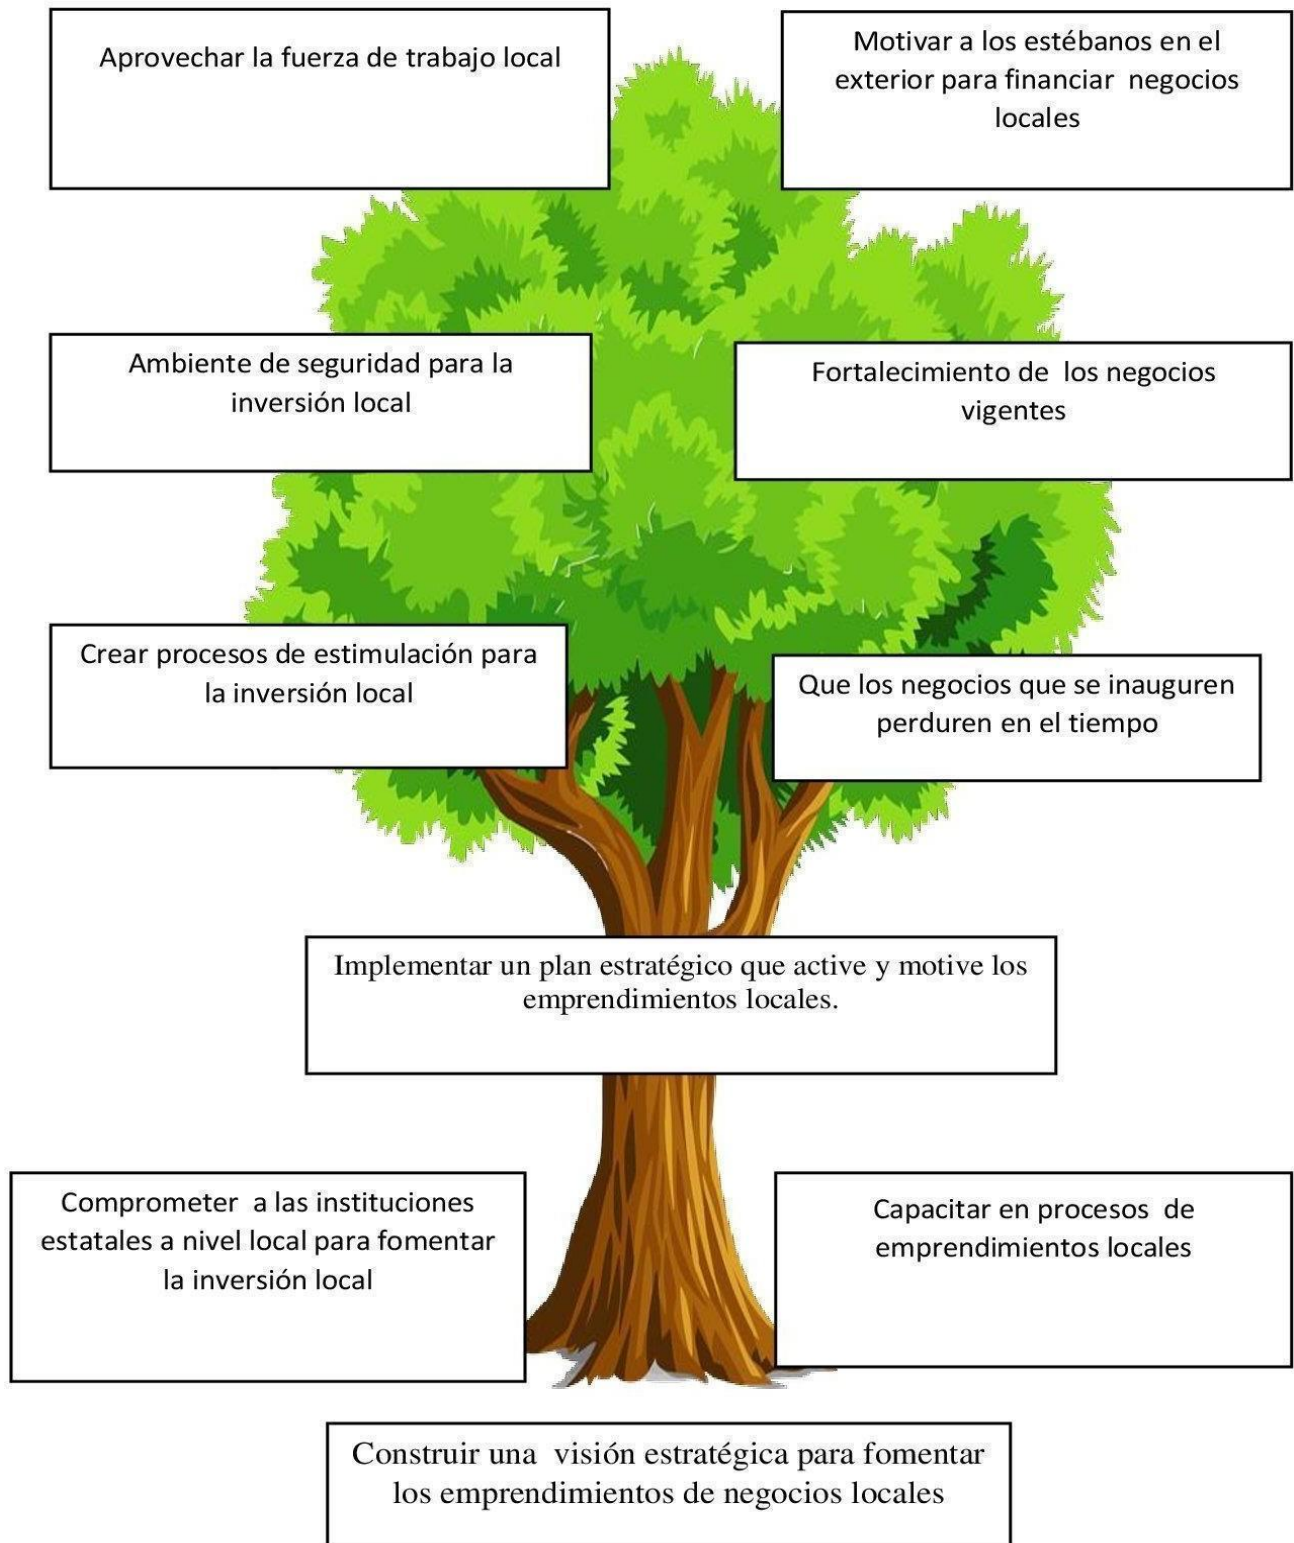 Aprovechar la fuerza de trabajo local
Motivar a los estébanos en el
exterior para financiar negocios
locales
Ambiente de seguridad para la
inversión local
Fortalecimiento de los negocios
vigentes
Crear procesos de estimulación para
la inversión local
Que los negocios que se inauguren
perduren en el tiempo
Implementar un plan estratégico que active y motive los
emprendimientos locales.
Comprometer a las instituciones
estatales a nivel local para fomentar
la inversión local
Capacitar en procesos de
emprendimientos locales
Construir una visión estratégica para fomentar
los emprendimientos de negocios locales